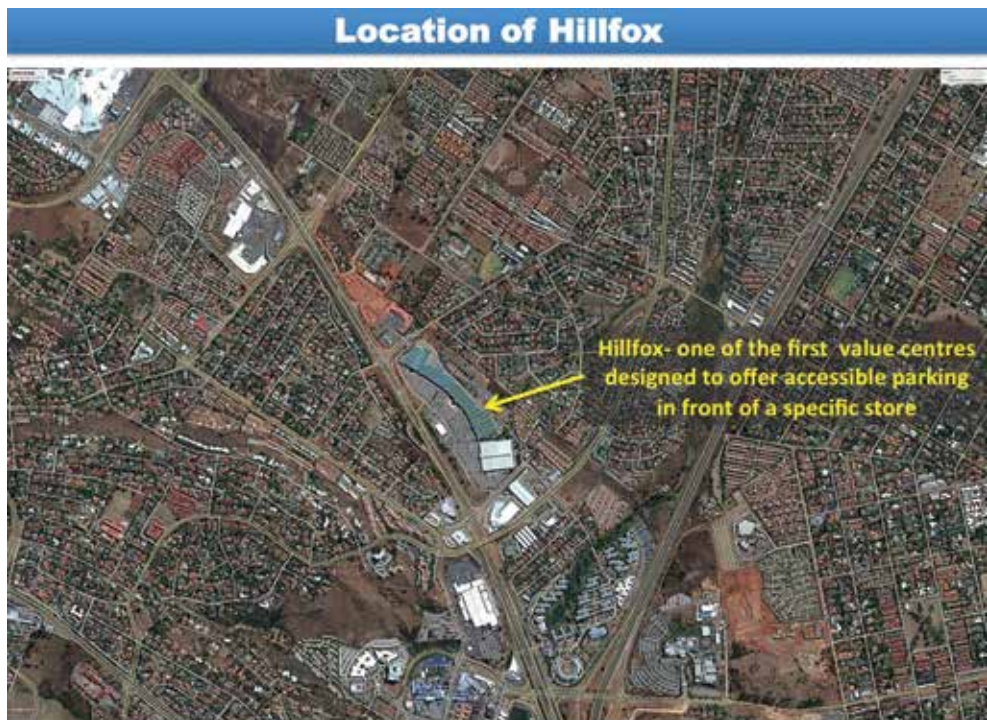 Location of Hillfox
Hillfox- one of the first value centres
designed to offer accessible parking
in front of a specific store